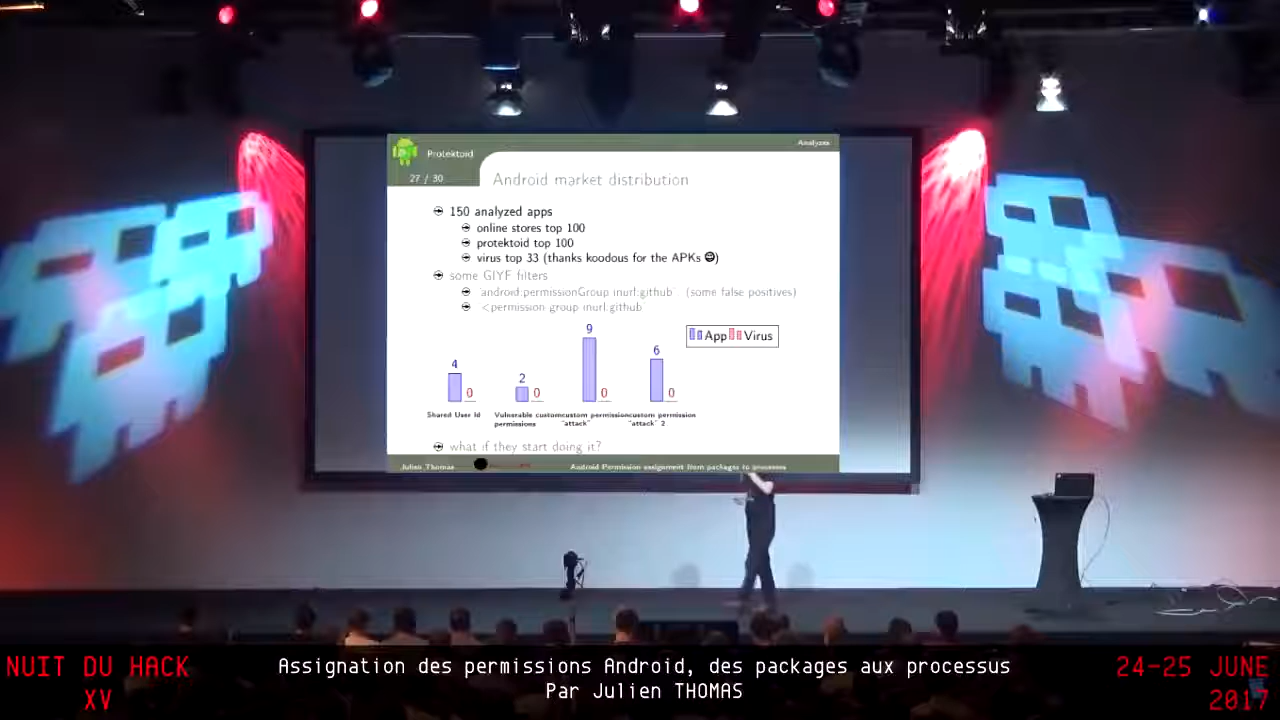 Protektoid
Analyzes
27 / 30
Android market distribution
150 analyzed apps
online stores top 100
protektoid top 100
virus top 33 (thanks koodous for the APKs 😊)
some GIYF filters
android:permissionGroup inurl:github (some false positives)
<permission group inurl:github
App Virus
4 0 2 0 9 0 6 0
Shared User Id
Vulnerable custom permissions
custom permission "attack"
custom permission "attack" 2
what if they start doing it?
Julien Thomas
Android Permission assignment from packages to processes
NUIT DU HACK XV
Assignation des permissions Android, des packages aux processus
Par Julien THOMAS
24-25 JUNE 2017